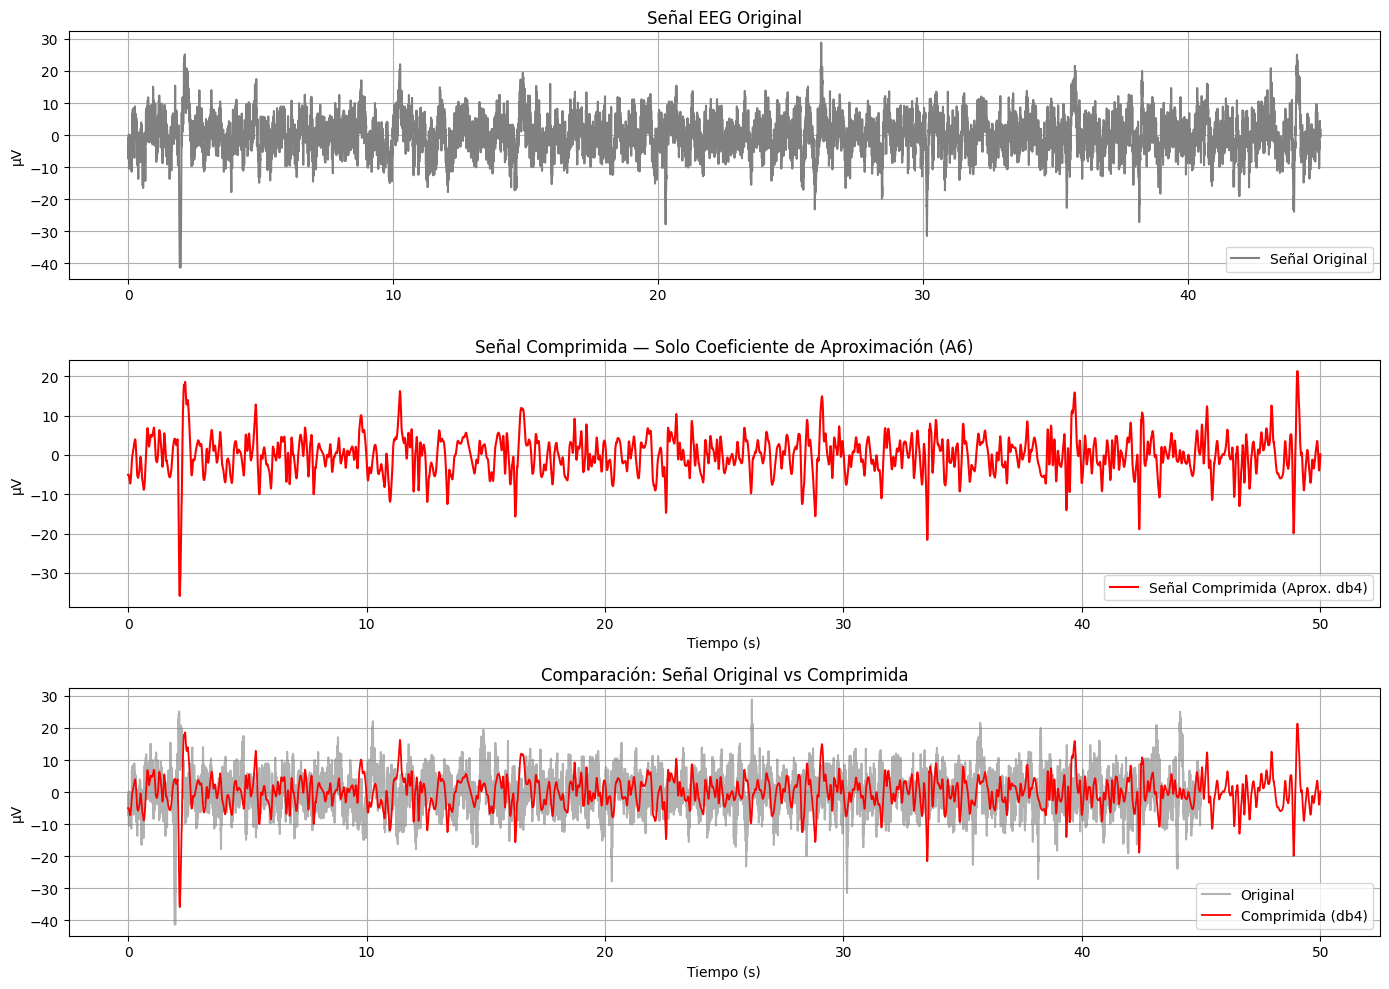 Señal EEG Original
30
20
10
0
−10
−20
−30
−40
µV
Señal Original
0 10 20 30 40
Señal Comprimida — Solo Coeficiente de Aproximación (A6)
20
10
0
−10
−20
−30
µV
Señal Comprimida (Aprox. db4)
0 10 20 30 40 50
Tiempo (s)
Comparación: Señal Original vs Comprimida
30
20
10
0
−10
−20
−30
−40
µV
Original
Comprimida (db4)
0 10 20 30 40 50
Tiempo (s)